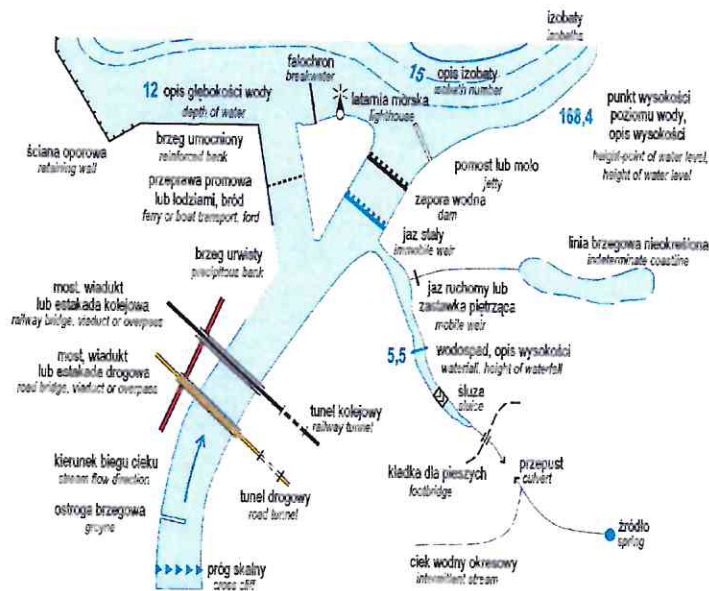 izobaty
isobaths
falochron
breakwater
15 opis izobaty
isobath number
12 opis głębokości wody
depth of water
latarnia morska
lighthouse
168,4
punkt wysokości
poziomu wody,
opis wysokości
height-point of water level,
height of water level
ściana oporowa
retaining wall
brzeg umocniony
reinforced bank
pomost lub molo
jetty
przeprawa promowa
lub łodziami, bród
ferry or boat transport, ford
zapora wodna
dam
jaz stały
immobile weir
brzeg urwisty
precipitous bank
linia brzegowa nieokreślona
indeterminate coastline
most, wiadukt
lub estakada kolejowa
railway bridge, viaduct or overpass
jaz ruchomy lub
zastawka piętrząca
mobile weir
most, wiadukt
lub estakada drogowa
road bridge, viaduct or overpass
5,5
wodospad, opis wysokości
waterfall, height of waterfall
śluza
sluice
tunel kolejowy
railway tunnel
kierunek biegu cieku
stream flow direction
kładka dla pieszych
footbridge
przepust
culvert
tunel drogowy
road tunnel
ostroga brzegowa
groyne
źródło
spring
ciek wodny okresowy
intermittent stream
próg skalny
cross cliff